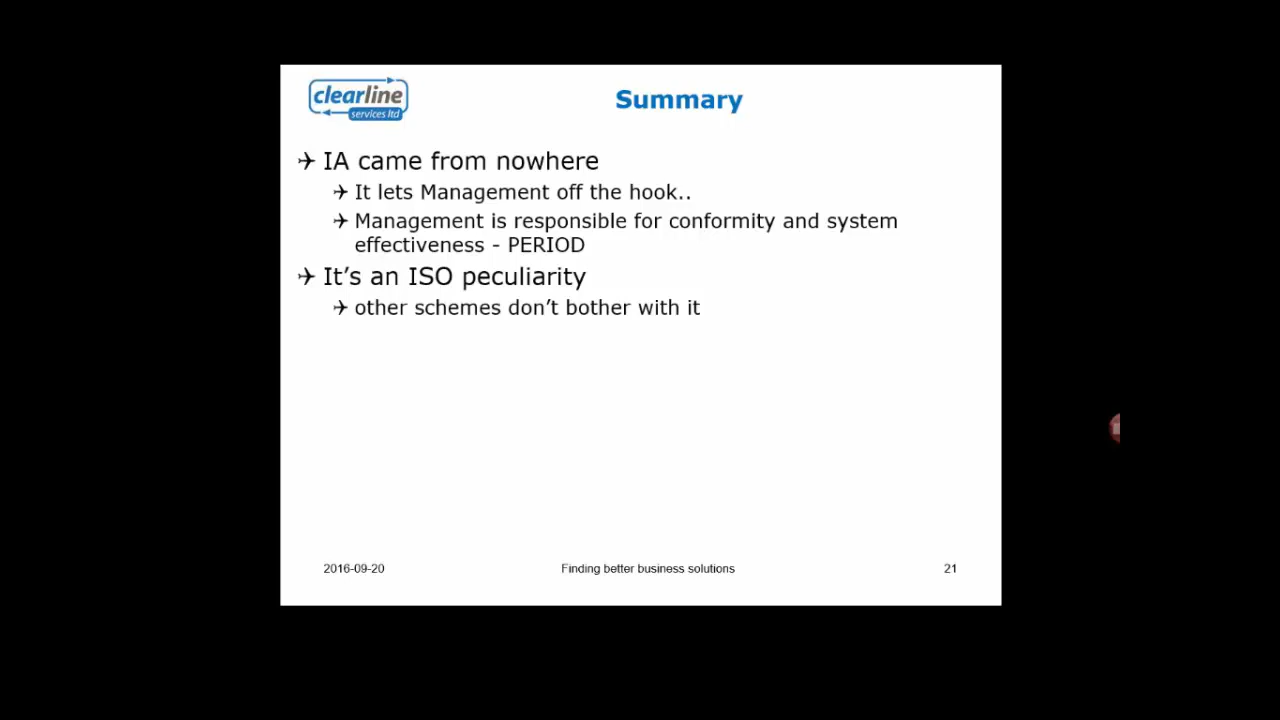 clearline
services ltd
Summary
IA came from nowhere
It lets Management off the hook..
Management is responsible for conformity and system
effectiveness - PERIOD
It's an ISO peculiarity
other schemes don't bother with it
2016-09-20
Finding better business solutions
21